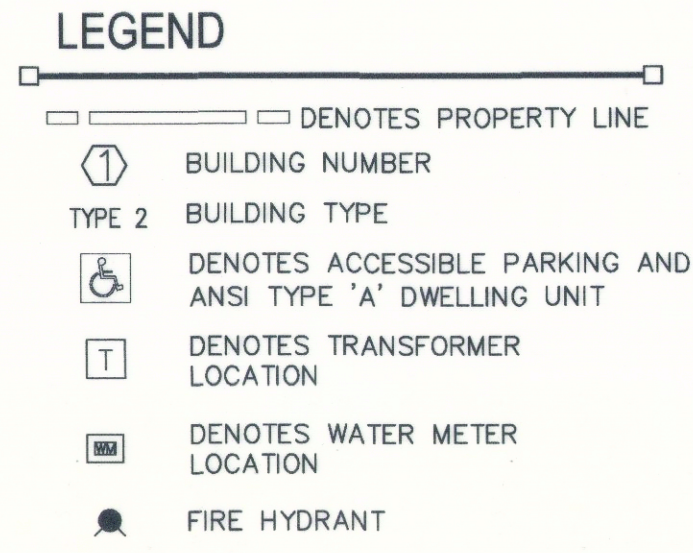 LEGEND
DENOTES PROPERTY LINE
1 BUILDING NUMBER
TYPE 2 BUILDING TYPE
DENOTES ACCESSIBLE PARKING AND
ANSI TYPE 'A' DWELLING UNIT
T DENOTES TRANSFORMER
LOCATION
WM DENOTES WATER METER
LOCATION
FIRE HYDRANT